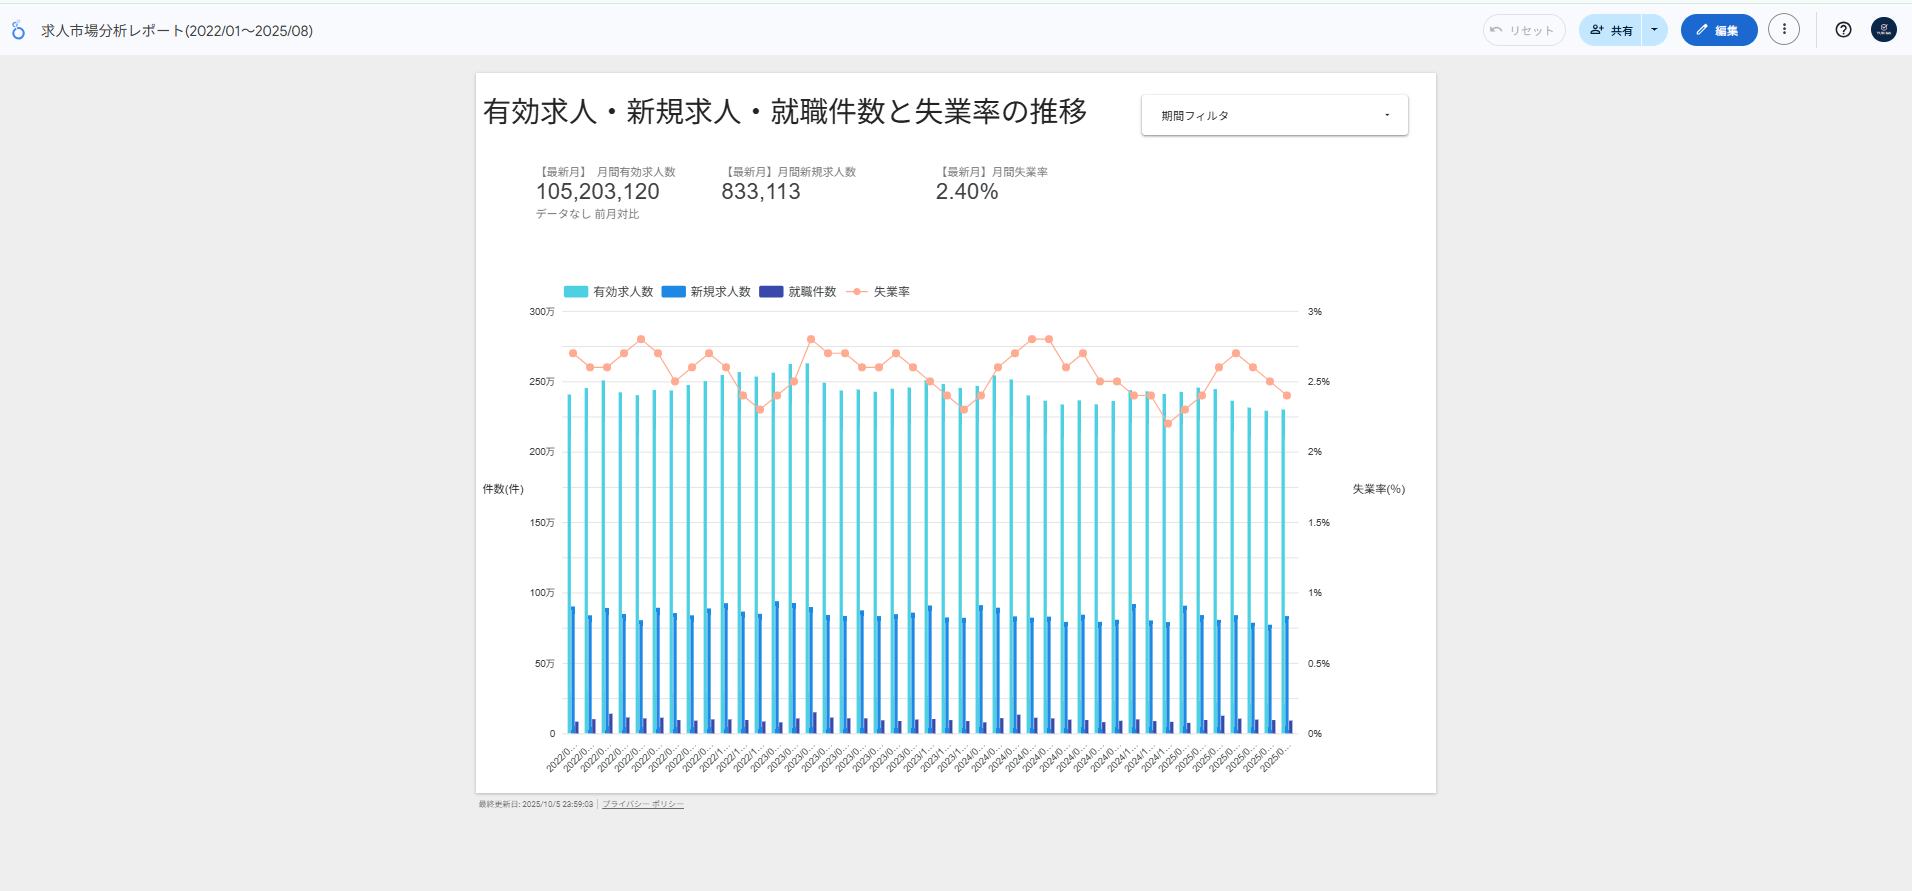 求人市場分析レポート(2022/01～2025/08)
リセット
共有
編集
有効求人・新規求人・就職件数と失業率の推移
期間フィルタ
【最新月】 月間有効求人数
105,203,120
データなし 前月対比
【最新月】月間新規求人数
833,113
【最新月】月間失業率
2.40%
有効求人数 新規求人数 就職件数 失業率
300万
250万
200万
150万
100万
50万
0
件数(件)
3%
2.5%
2%
1.5%
1%
0.5%
0%
失業率(%)
2022/0...
2022/0...
2022/0...
2022/0...
2022/0...
2022/0...
2022/0...
2022/0...
2022/0...
2022/1...
2022/1...
2022/1...
2023/0...
2023/0...
2023/0...
2023/0...
2023/0...
2023/0...
2023/0...
2023/0...
2023/0...
2023/1...
2023/1...
2023/1...
2024/0...
2024/0...
2024/0...
2024/0...
2024/0...
2024/0...
2024/0...
2024/0...
2024/0...
2024/1...
2024/1...
2024/1...
2025/0...
2025/0...
2025/0...
2025/0...
2025/0...
2025/0...
2025/0...
最終更新日: 2025/10/5 23:59:03 | プライバシー ポリシー